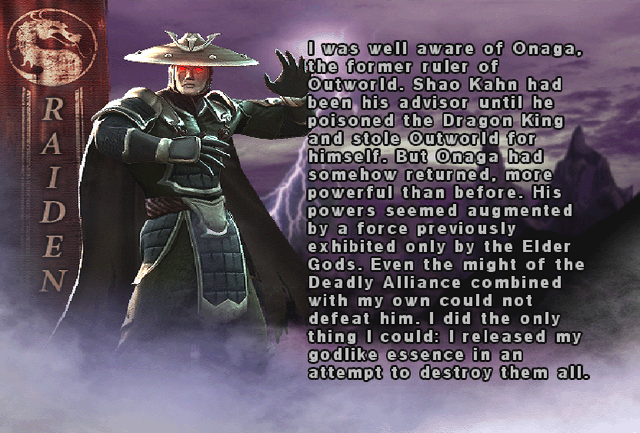 RAIDEN
I was well aware of Onaga,
the former ruler of
Outworld. Shao Kahn had
been his advisor until he
poisoned the Dragon King
and stole Outworld for
himself. But Onaga had
somehow returned, more
powerful than before. His
powers seemed augmented
by a force previously
exhibited only by the Elder
Gods. Even the might of the
Deadly Alliance combined
with my own could not
defeat him. I did the only
thing I could: I released my
godlike essence in an
attempt to destroy them all.